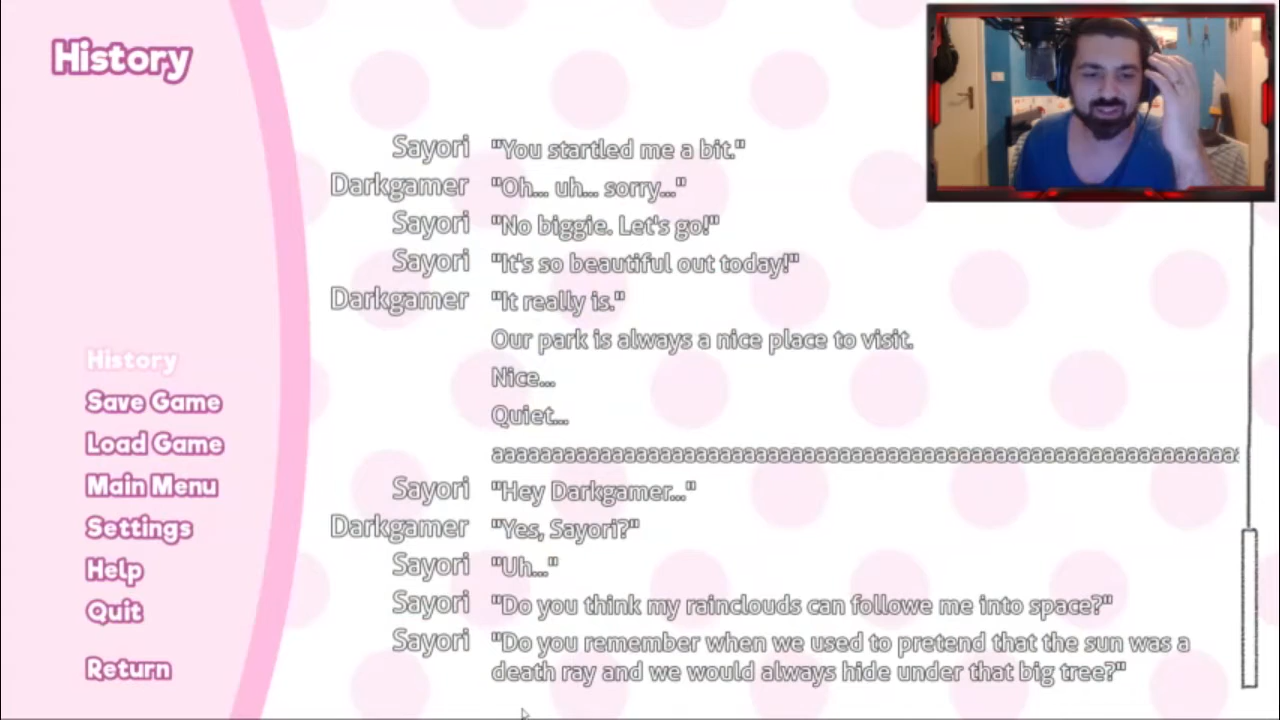 History
Sayori "You startled me a bit."
Darkgamer "Oh... uh... sorry..."
Sayori "No biggie. Let's go!"
Sayori "It's so beautiful out today!"
Darkgamer "It really is."
Our park is always a nice place to visit.
Nice...
Quiet...
aaaaaaaaaaaaaaaaaaaaaaaaaaaaaaaaaaaaaaaaaaaaaaaaaaaaaaaaaaaaaa
Sayori "Hey Darkgamer..."
Darkgamer "Yes, Sayori?"
Sayori "Uh..."
Sayori "Do you think my rainclouds can followe me into space?"
Sayori "Do you remember when we used to pretend that the sun was a
death ray and we would always hide under that big tree?"
History
Save Game
Load Game
Main Menu
Settings
Help
Quit
Return